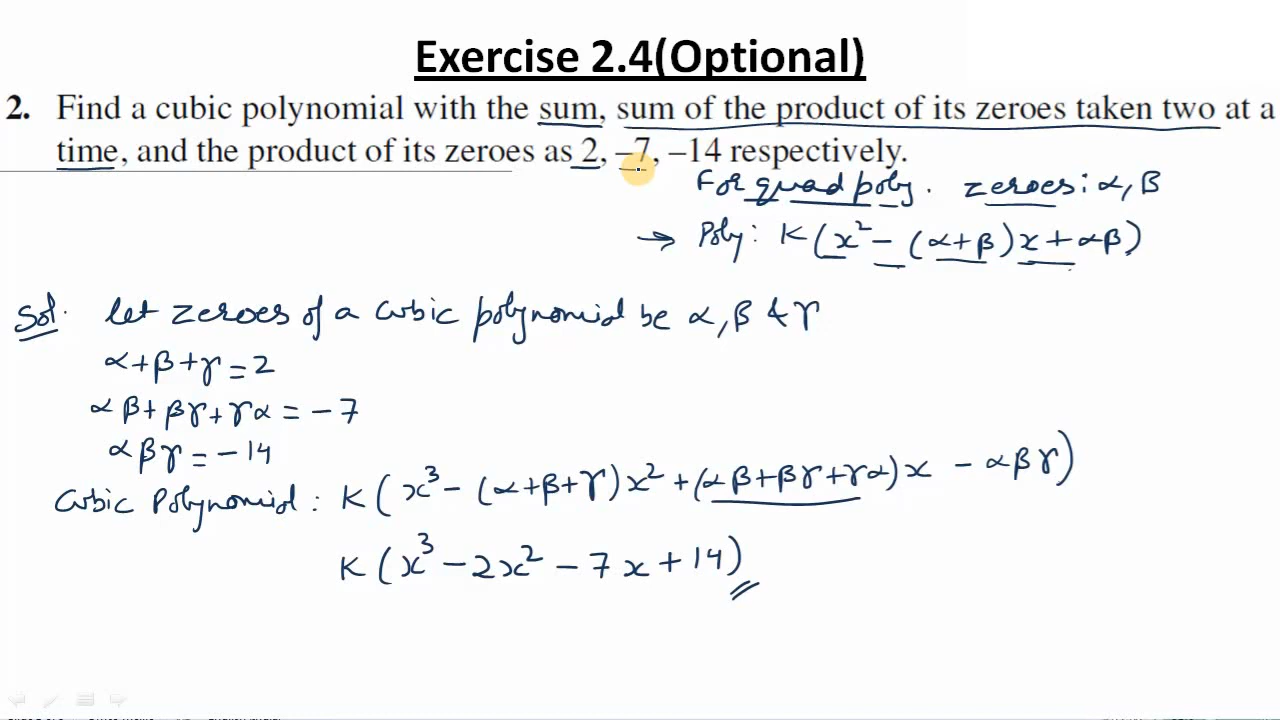 Exercise 2.4(Optional)
2. Find a cubic polynomial with the sum, sum of the product of its zeroes taken two at a
time, and the product of its zeroes as 2, –7, –14 respectively.
For quad poly. zeroes: α, β
→ Poly: K(x² - (α+β)x + αβ)
Sol. let zeroes of a cubic polynomial be α, β & γ
α+β+γ = 2
αβ+βγ+γα = -7
αβγ = -14
Cubic Polynomial: K(x³ - (α+β+γ)x² + (αβ+βγ+γα)x - αβγ)
K(x³ - 2x² - 7x + 14)